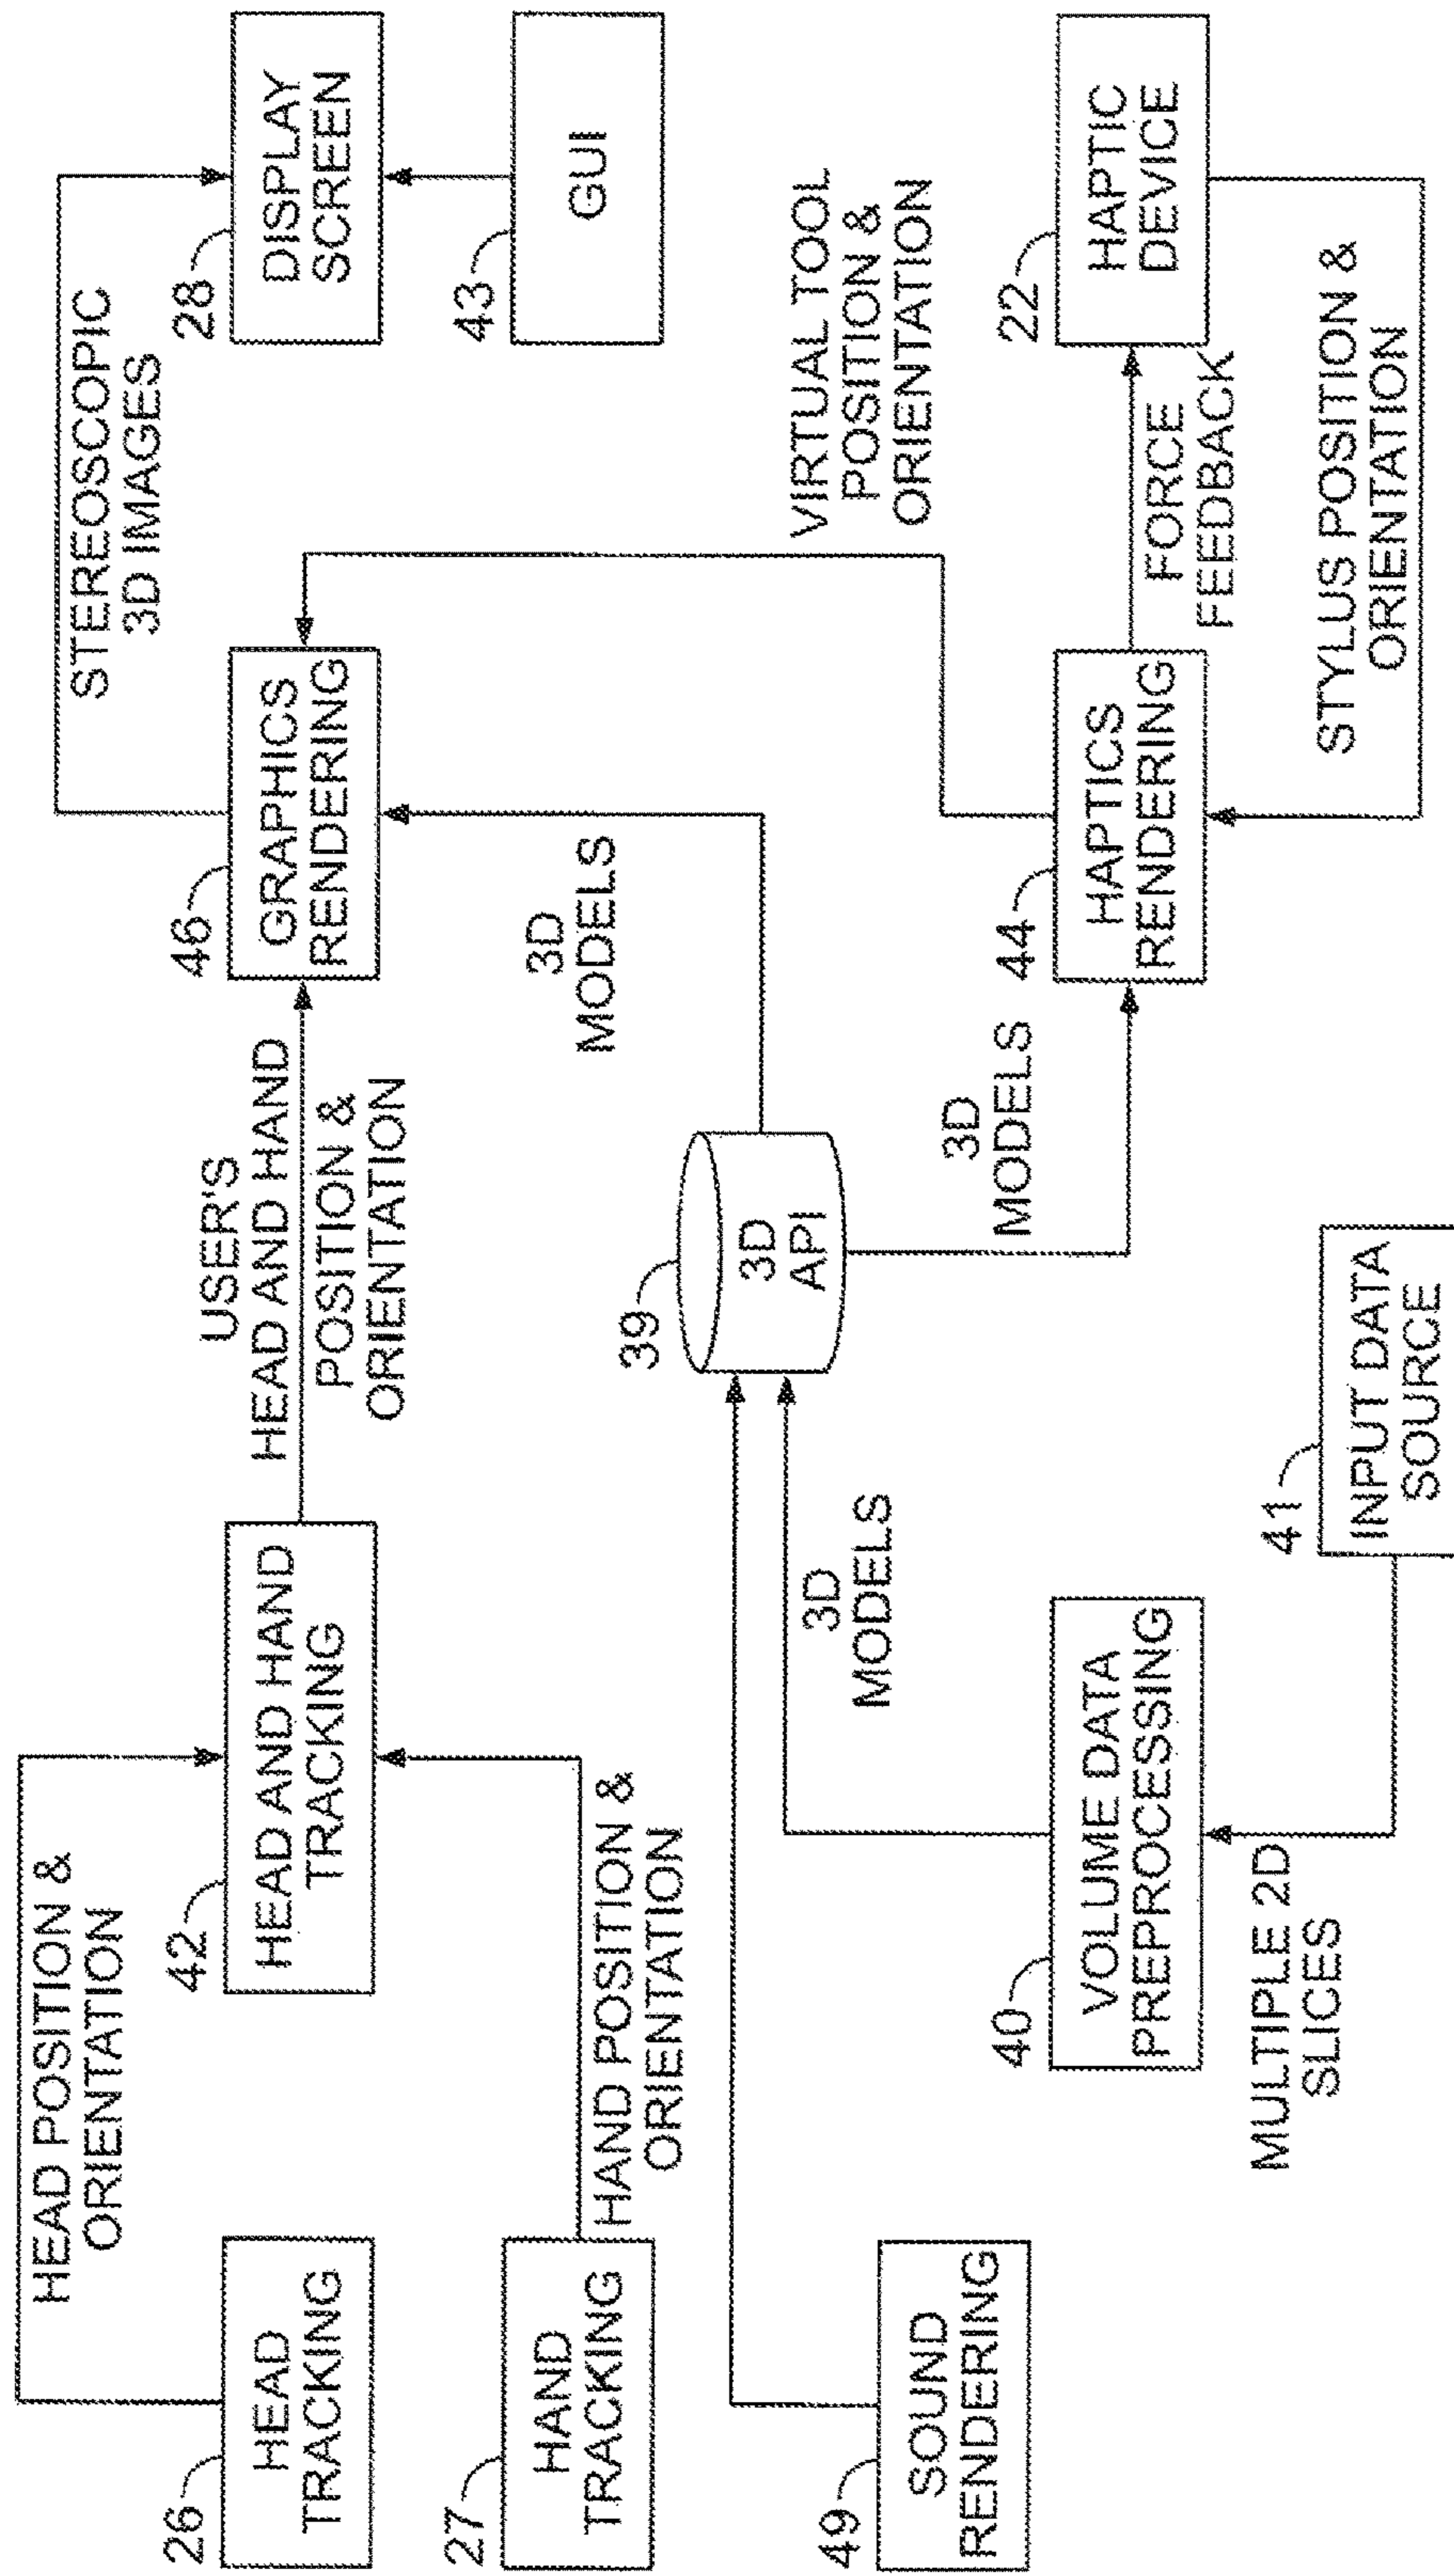 HEAD POSITION &
ORIENTATION
26
HEAD
TRACKING
42
HEAD AND HAND
TRACKING
USER'S
HEAD AND HAND
POSITION &
ORIENTATION
46
GRAPHICS
RENDERING
STEREOSCOPIC
3D IMAGES
28
DISPLAY
SCREEN
27
HAND
TRACKING
HAND POSITION &
ORIENTATION
43
GUI
39
3D
API
3D
MODELS
49
SOUND
RENDERING
3D
MODELS
VIRTUAL TOOL
POSITION &
ORIENTATION
40
VOLUME DATA
PREPROCESSING
3D
MODELS
44
HAPTICS
RENDERING
FORCE
FEEDBACK
22
HAPTIC
DEVICE
MULTIPLE 2D
SLICES
41
INPUT DATA
SOURCE
STYLUS POSITION &
ORIENTATION